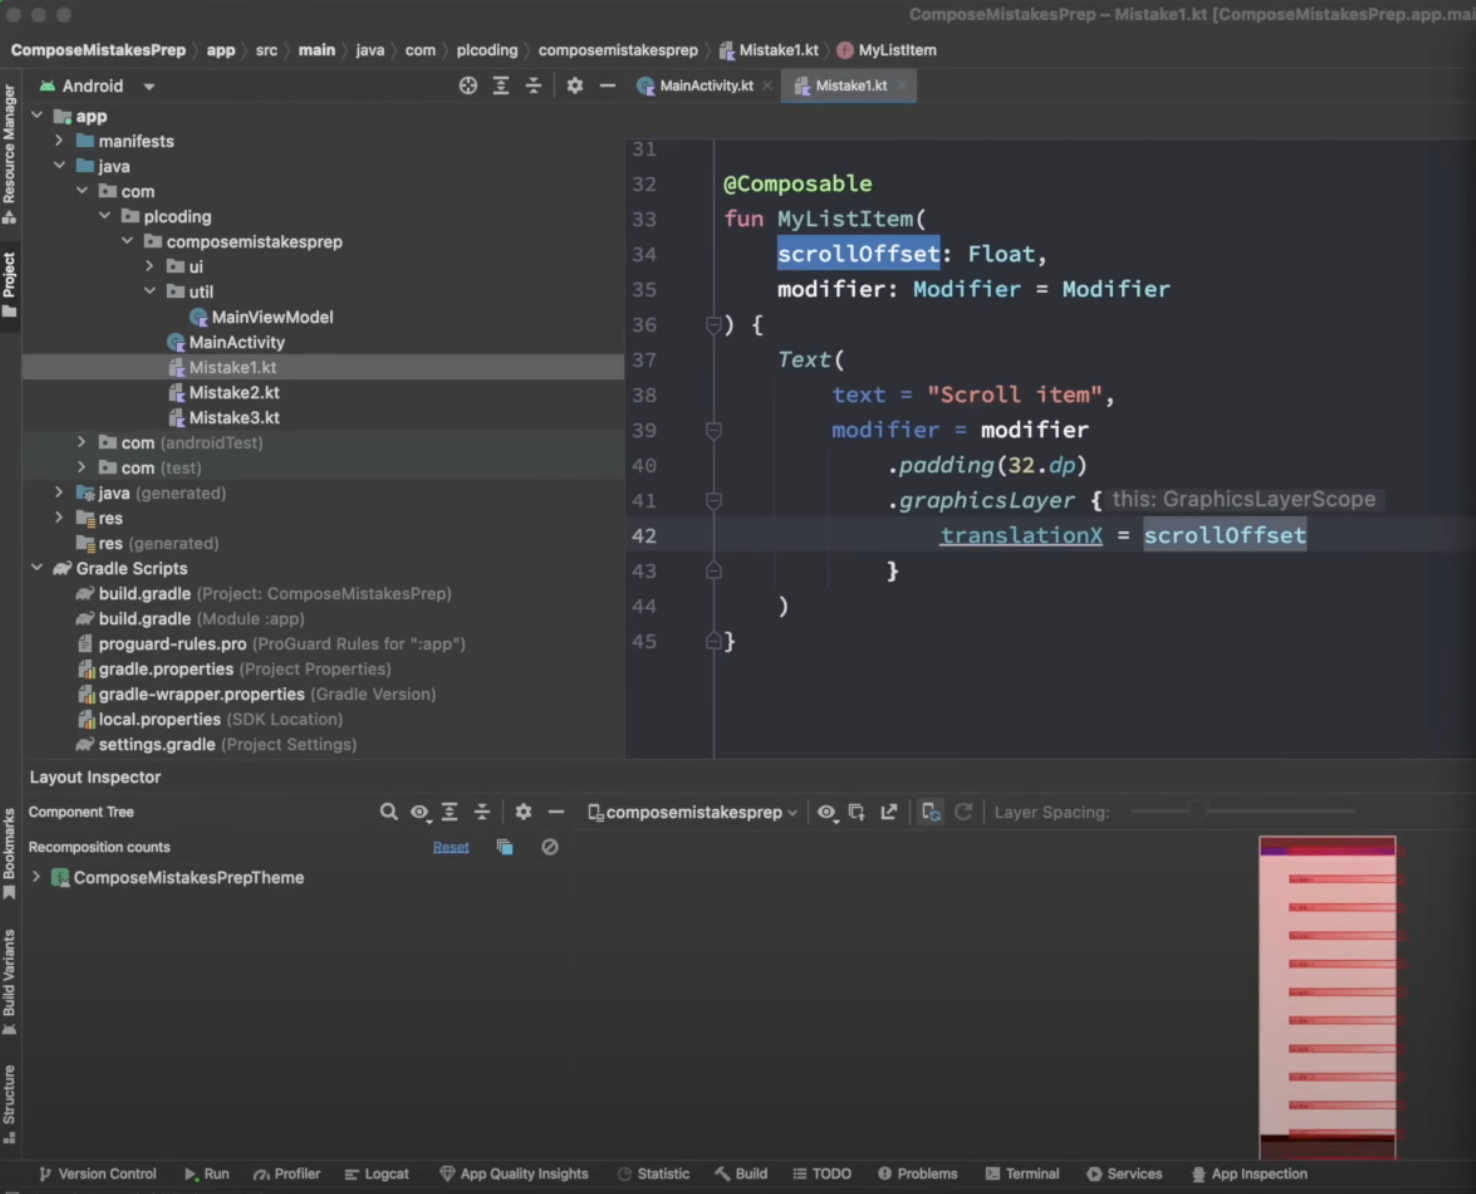 ComposeMistakesPrep – Mistake1.kt [ComposeMistakesPrep.app.mai
ComposeMistakesPrep app src main java com plcoding composemistakesprep Mistake1.kt MyListItem
Android MainActivity.kt Mistake1.kt
Resource Manager
Project
app
manifests
java
com
plcoding
composemistakesprep
ui
util
MainViewModel
MainActivity
Mistake1.kt
Mistake2.kt
Mistake3.kt
com (androidTest)
com (test)
java (generated)
res
res (generated)
Gradle Scripts
build.gradle (Project: ComposeMistakesPrep)
build.gradle (Module :app)
proguard-rules.pro (ProGuard Rules for ":app")
gradle.properties (Project Properties)
gradle-wrapper.properties (Gradle Version)
local.properties (SDK Location)
settings.gradle (Project Settings)
31
32 @Composable
33 fun MyListItem(
34 scrollOffset: Float,
35 modifier: Modifier = Modifier
36 ) {
37 Text(
38 text = "Scroll item",
39 modifier = modifier
40 .padding(32.dp)
41 .graphicsLayer { this: GraphicsLayerScope
42 translationX = scrollOffset
43 }
44 )
45 }
Layout Inspector
Component Tree composemistakesprep Layer Spacing:
Recomposition counts Reset
ComposeMistakesPrepTheme
Bookmarks
Build Variants
Structure
Version Control Run Profiler Logcat App Quality Insights Statistic Build TODO Problems Terminal Services App Inspection